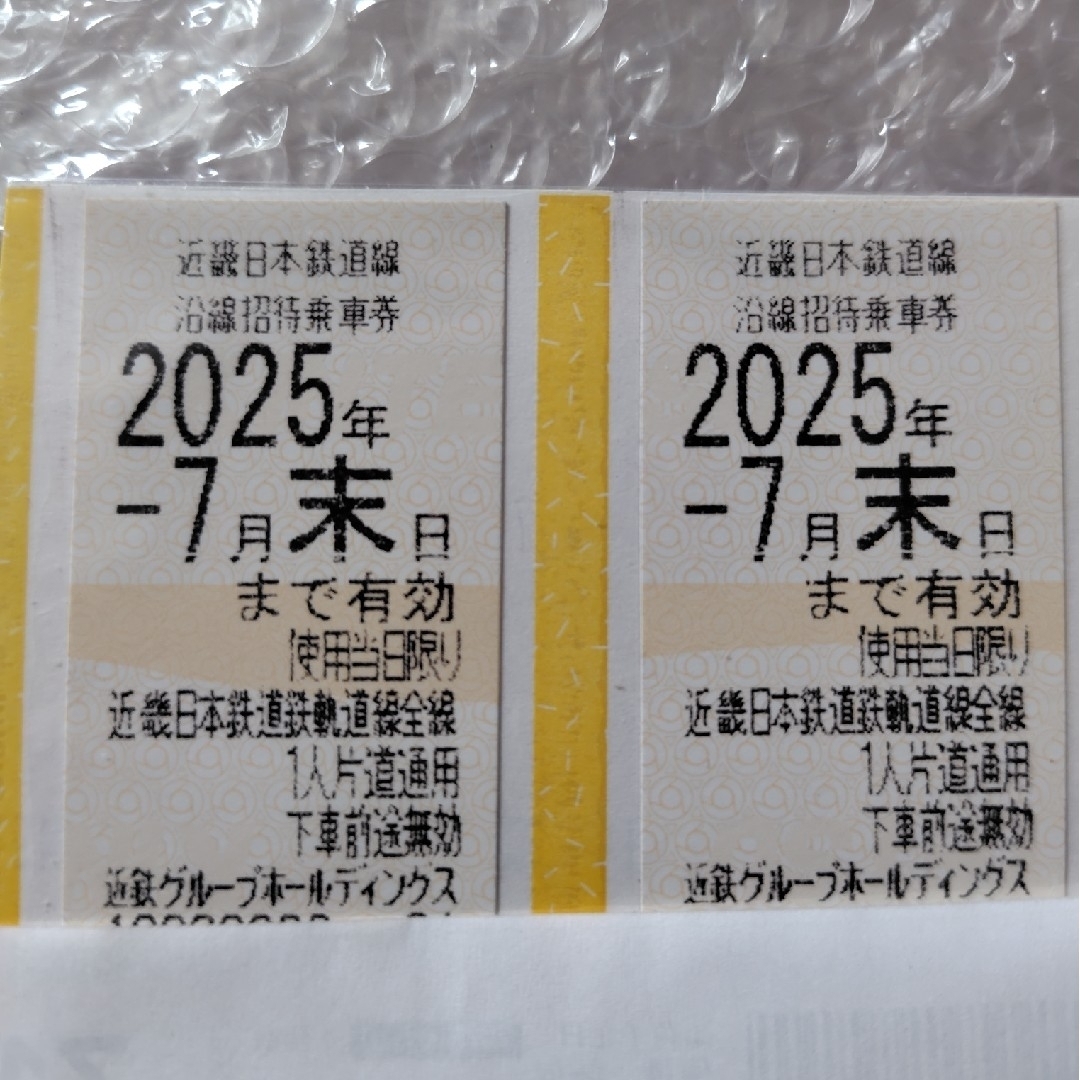 近畿日本鉄道線
沿線招待乗車券
2025年
-7月末日
まで有効
使用当日限り
近畿日本鉄道鉄軌道線全線
1人片道通用
下車前途無効
近鉄グループホールディングス
近畿日本鉄道線
沿線招待乗車券
2025年
-7月末日
まで有効
使用当日限り
近畿日本鉄道鉄軌道線全線
1人片道通用
下車前途無効
近鉄グループホールディングス